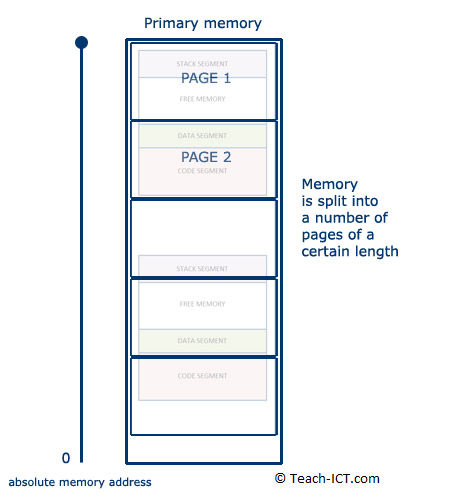 Primary memory
STACK SEGMENT
PAGE 1
FREE MEMORY
DATA SEGMENT
PAGE 2
CODE SEGMENT
Memory
is split into
a number of
pages of a
certain length
STACK SEGMENT
FREE MEMORY
DATA SEGMENT
CODE SEGMENT
0
absolute memory address
© Teach-ICT.com